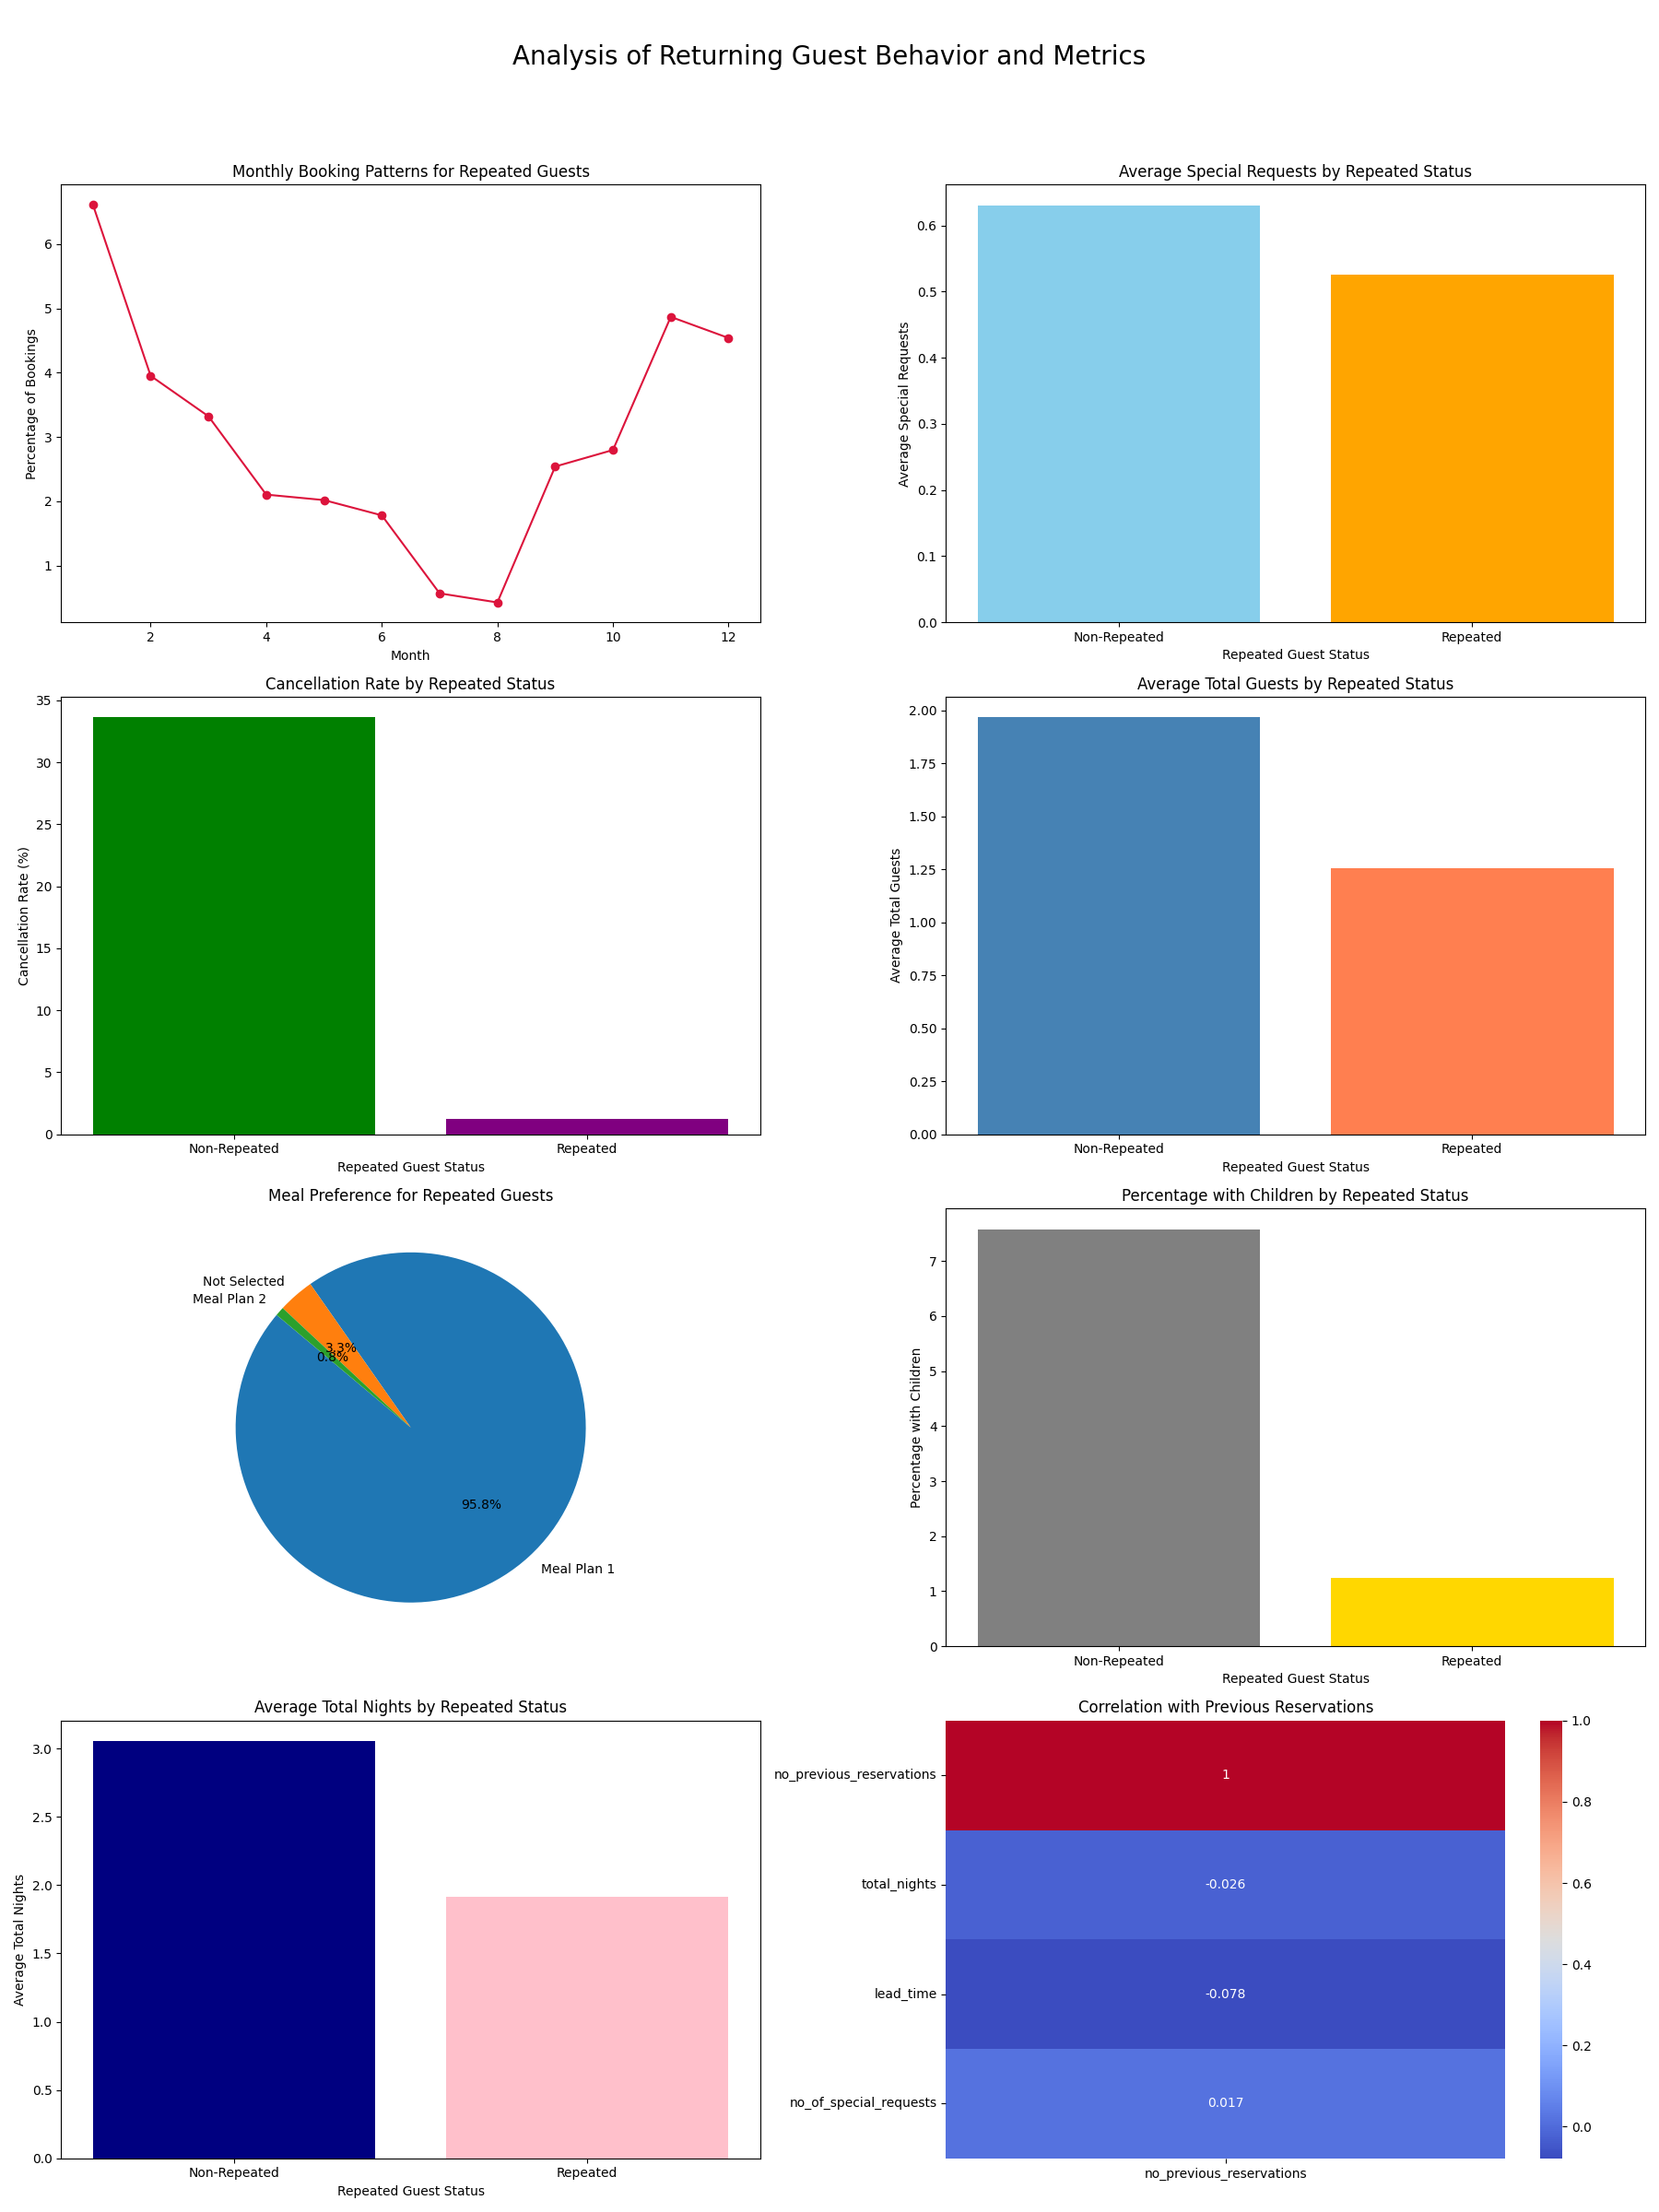 Analysis of Returning Guest Behavior and Metrics
Monthly Booking Patterns for Repeated Guests
Percentage of Bookings
6
5
4
3
2
1
2 4 6 8 10 12
Month
Average Special Requests by Repeated Status
Average Special Requests
0.6
0.5
0.4
0.3
0.2
0.1
0.0
Non-Repeated Repeated
Repeated Guest Status
Cancellation Rate by Repeated Status
Cancellation Rate (%)
35
30
25
20
15
10
5
0
Non-Repeated Repeated
Repeated Guest Status
Average Total Guests by Repeated Status
Average Total Guests
2.00
1.75
1.50
1.25
1.00
0.75
0.50
0.25
0.00
Non-Repeated Repeated
Repeated Guest Status
Meal Preference for Repeated Guests
Not Selected
Meal Plan 2
3.3%
0.8%
95.8%
Meal Plan 1
Percentage with Children by Repeated Status
Percentage with Children
7
6
5
4
3
2
1
0
Non-Repeated Repeated
Repeated Guest Status
Average Total Nights by Repeated Status
Average Total Nights
3.0
2.5
2.0
1.5
1.0
0.5
0.0
Non-Repeated Repeated
Repeated Guest Status
Correlation with Previous Reservations
no_previous_reservations 1
total_nights -0.026
lead_time -0.078
no_of_special_requests 0.017
no_previous_reservations
1.0
0.8
0.6
0.4
0.2
0.0